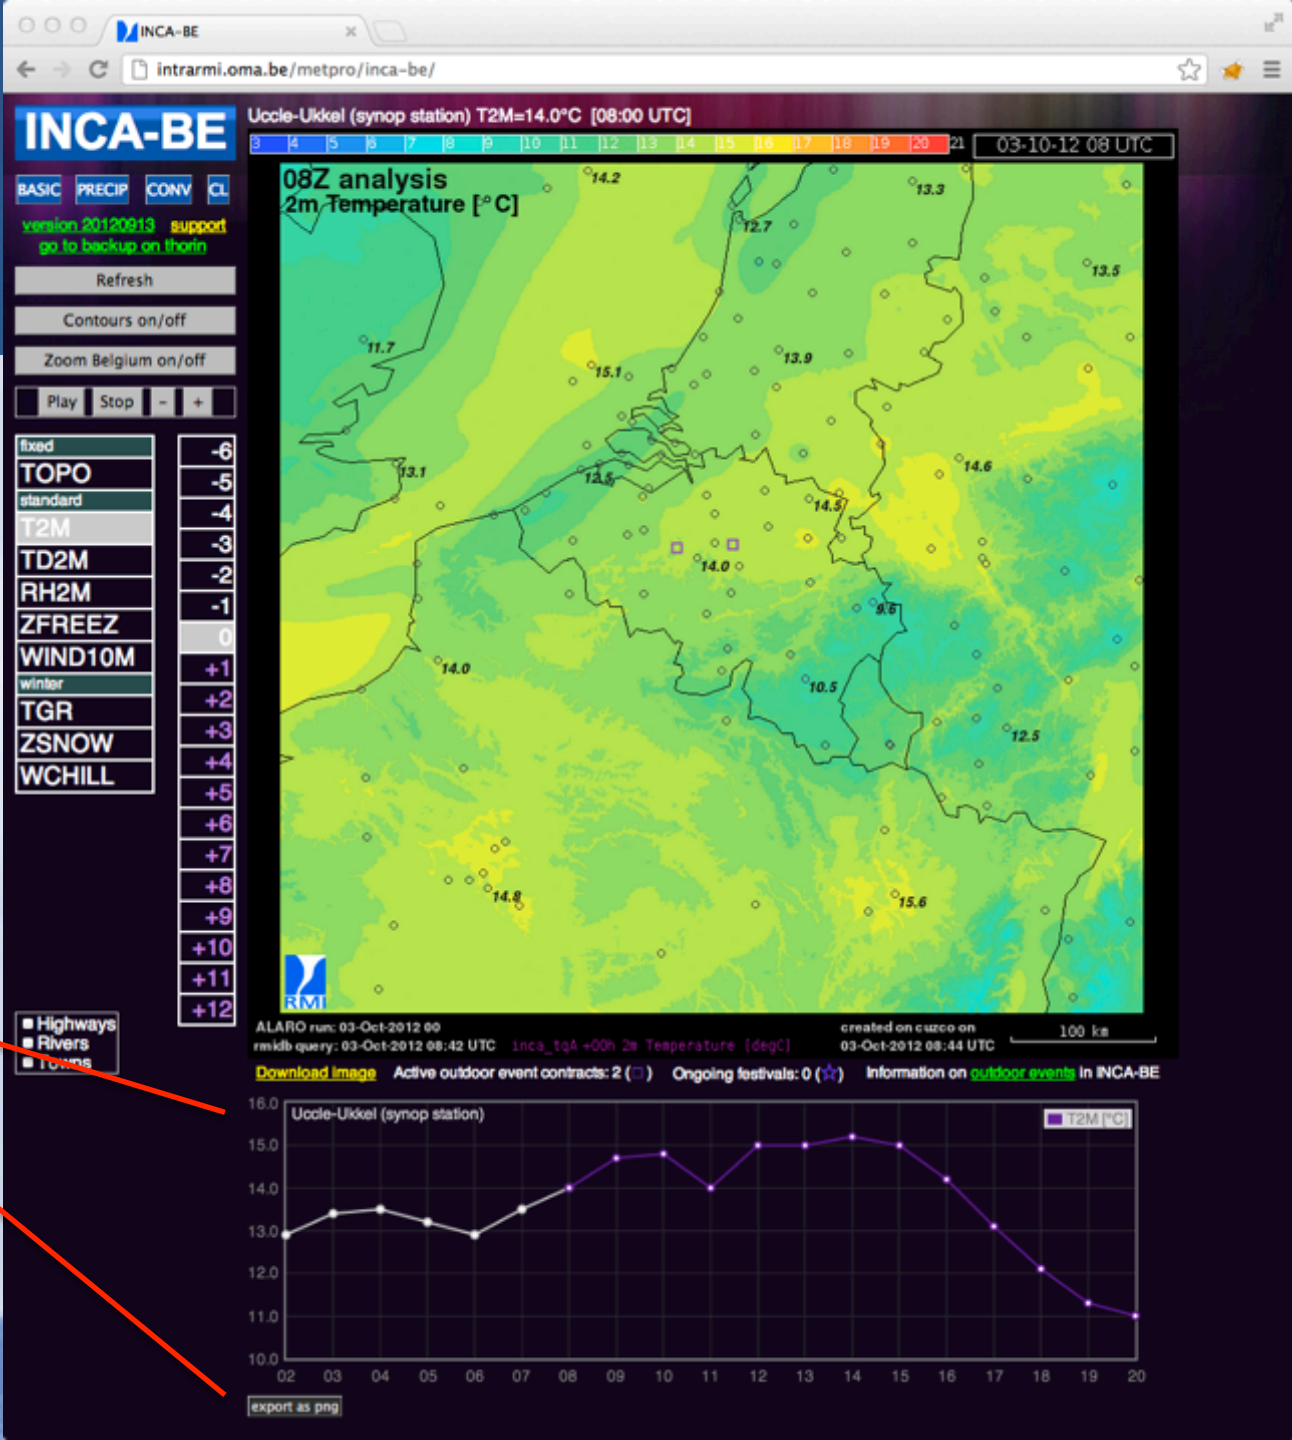 INCA-BE
intrarmi.oma.be/metpro/inca-be/
INCA-BE
BASIC PRECIP CONV CL
version 20120913 support
go to backup on thorin
Refresh
Contours on/off
Zoom Belgium on/off
Play Stop - +
fixed
TOPO
standard
T2M
TD2M
RH2M
ZFREEZ
WIND10M
winter
TGR
ZSNOW
WCHILL
-6
-5
-4
-3
-2
-1
0
+1
+2
+3
+4
+5
+6
+7
+8
+9
+10
+11
+12
Highways
Rivers
Towns
Uccle-Ukkel (synop station) T2M=14.0°C [08:00 UTC]
3 4 5 6 7 8 9 10 11 12 13 14 15 16 17 18 19 20 21
03-10-12 08 UTC
08Z analysis
2m Temperature [°C]
14.2
13.3
12.7
13.5
11.7
13.9
15.1
14.6
13.1
12.5
14.5
14.0
9.6
14.0
10.5
12.5
14.8
15.6
RMI
ALARO run: 03-Oct-2012 00
rmidb query: 03-Oct-2012 08:42 UTC
inca_tqA +00h 2m Temperature [degC]
created on cuzco on
03-Oct-2012 08:44 UTC
100 km
Download image Active outdoor event contracts: 2 ( ) Ongoing festivals: 0 ( ) Information on outdoor events in INCA-BE
Uccle-Ukkel (synop station)
T2M [°C]
16.0
15.0
14.0
13.0
12.0
11.0
10.0
02 03 04 05 06 07 08 09 10 11 12 13 14 15 16 17 18 19 20
export as png